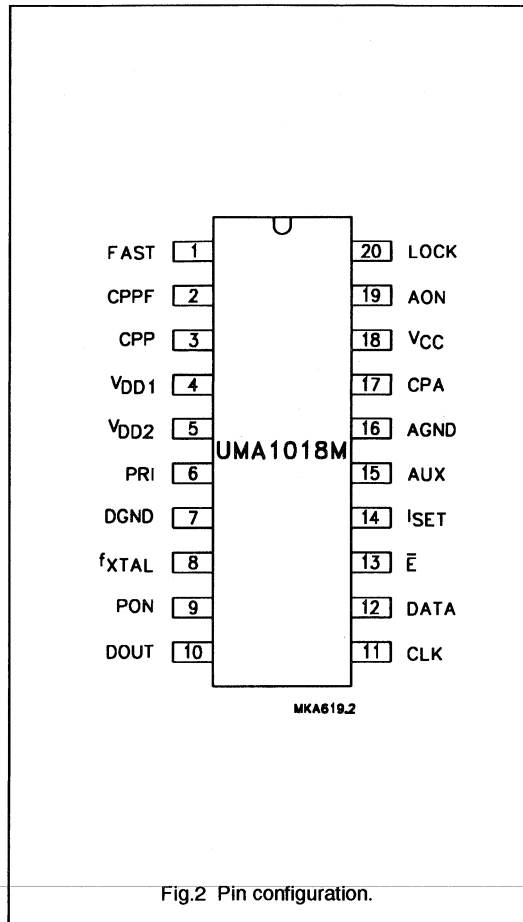 FAST 1 20 LOCK
CPPF 2 19 AON
CPP 3 18 VCC
VDD1 4 17 CPA
VDD2 5 16 AGND
UMA1018M
PRI 6 15 AUX
DGND 7 14 ISET
fXTAL 8 13 E̅
PON 9 12 DATA
DOUT 10 11 CLK
MKA619_2
Fig.2 Pin configuration.